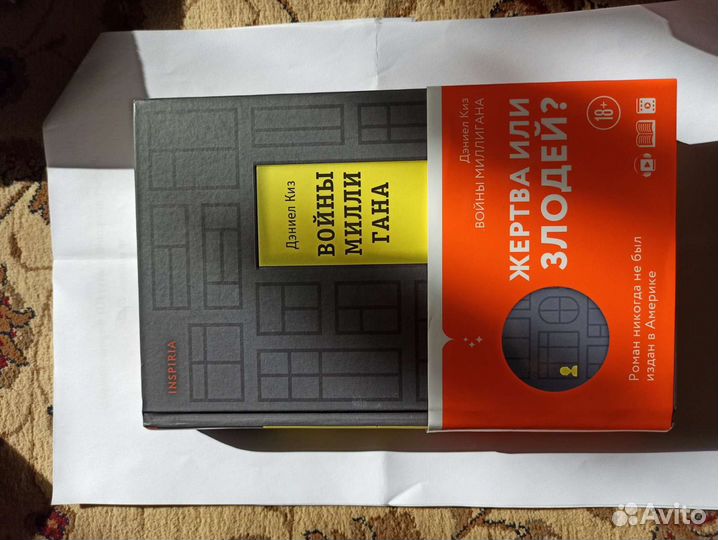 Дэниел Киз
ВОЙНЫ
МИЛЛИ
ГАНА
INSPIRIA
18+
Дэниел Киз
ВОЙНЫ МИЛЛИГАНА
ЖЕРТВА ИЛИ
ЗЛОДЕЙ?
Роман никогда не был
издан в Америке
Avito